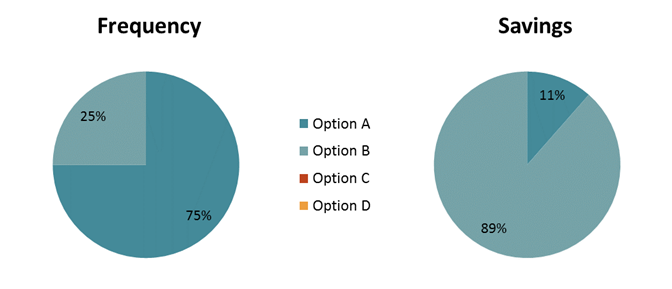 Frequency
25%
75%
Option A
Option B
Option C
Option D
Savings
11%
89%